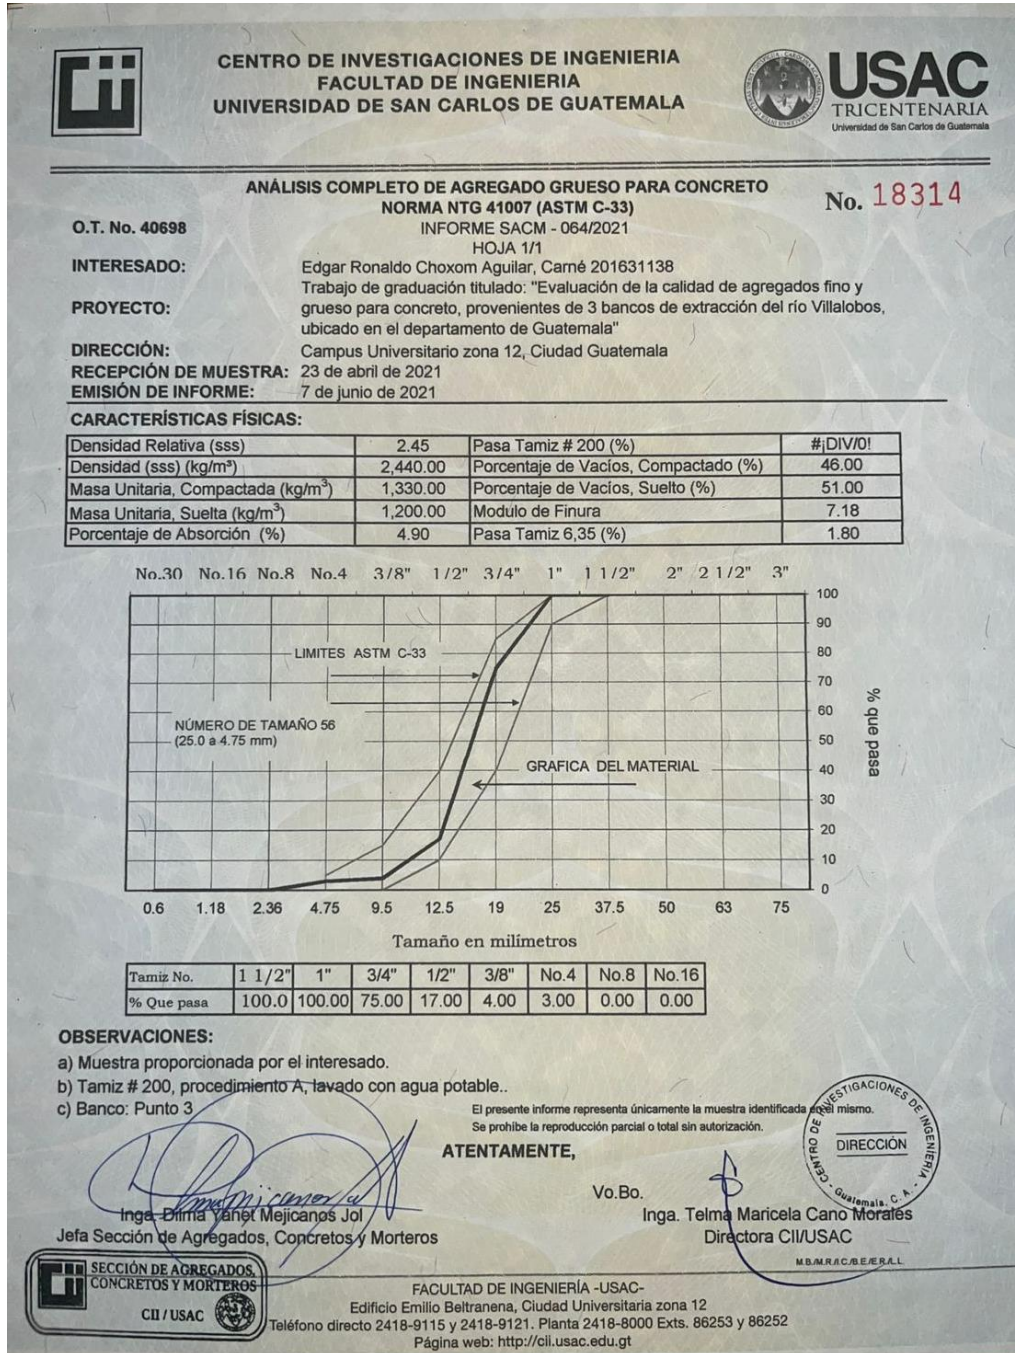 CENTRO DE INVESTIGACIONES DE INGENIERIA
FACULTAD DE INGENIERIA
UNIVERSIDAD DE SAN CARLOS DE GUATEMALA
Cii
USAC
TRICENTENARIA
Universidad de San Carlos de Guatemala
ANÁLISIS COMPLETO DE AGREGADO GRUESO PARA CONCRETO
NORMA NTG 41007 (ASTM C-33)
No. 18314
O.T. No. 40698
INFORME SACM - 064/2021
HOJA 1/1
INTERESADO: Edgar Ronaldo Choxom Aguilar, Carné 201631138
PROYECTO: Trabajo de graduación titulado: "Evaluación de la calidad de agregados fino y
grueso para concreto, provenientes de 3 bancos de extracción del río Villalobos,
ubicado en el departamento de Guatemala"
DIRECCIÓN: Campus Universitario zona 12, Ciudad Guatemala
RECEPCIÓN DE MUESTRA: 23 de abril de 2021
EMISIÓN DE INFORME: 7 de junio de 2021
CARACTERÍSTICAS FÍSICAS:
Densidad Relativa (sss) 2.45 Pasa Tamiz # 200 (%) #¡DIV/0!
Densidad (sss) (kg/m³) 2,440.00 Porcentaje de Vacíos, Compactado (%) 46.00
Masa Unitaria, Compactada (kg/m³) 1,330.00 Porcentaje de Vacíos, Suelto (%) 51.00
Masa Unitaria, Suelta (kg/m³) 1,200.00 Modulo de Finura 7.18
Porcentaje de Absorción (%) 4.90 Pasa Tamiz 6,35 (%) 1.80
No.30 No.16 No.8 No.4 3/8" 1/2" 3/4" 1" 1 1/2" 2" 2 1/2" 3"
100
90
80
70
60
50
40
30
20
10
0
% que pasa
LIMITES ASTM C-33
NÚMERO DE TAMAÑO 56
(25.0 a 4.75 mm)
GRAFICA DEL MATERIAL
0.6 1.18 2.36 4.75 9.5 12.5 19 25 37.5 50 63 75
Tamaño en milímetros
Tamiz No. 1 1/2" 1" 3/4" 1/2" 3/8" No.4 No.8 No.16
% Que pasa 100.0 100.00 75.00 17.00 4.00 3.00 0.00 0.00
OBSERVACIONES:
a) Muestra proporcionada por el interesado.
b) Tamiz # 200, procedimiento A, lavado con agua potable..
c) Banco: Punto 3
El presente informe representa únicamente la muestra identificada en el mismo.
Se prohibe la reproducción parcial o total sin autorización.
ATENTAMENTE,
CENTRO DE INVESTIGACIONES DE INGENIERIA
DIRECCIÓN
Guatemala, C. A.
Vo.Bo.
Inga. Dilma Yanet Mejicanos Jol
Jefa Sección de Agregados, Concretos y Morteros
Inga. Telma Maricela Cano Morales
Directora CII/USAC
SECCIÓN DE AGREGADOS,
CONCRETOS Y MORTEROS
CII / USAC
FACULTAD DE INGENIERÍA -USAC-
Edificio Emilio Beltranena, Ciudad Universitaria zona 12
Teléfono directo 2418-9115 y 2418-9121. Planta 2418-8000 Exts. 86253 y 86252
Página web: http://cii.usac.edu.gt